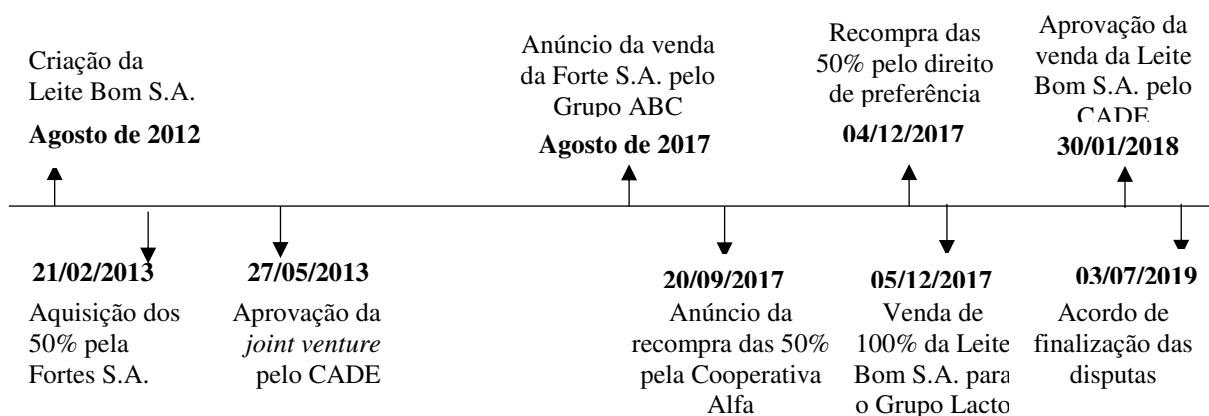 Criação da
Leite Bom S.A.
Agosto de 2012
Anúncio da venda
da Forte S.A. pelo
Grupo ABC
Agosto de 2017
Recompra das
50% pelo direito
de preferência
04/12/2017
Aprovação da
venda da Leite
Bom S.A. pelo
CADE
30/01/2018
21/02/2013
Aquisição dos
50% pela
Fortes S.A.
27/05/2013
Aprovação da
joint venture
pelo CADE
20/09/2017
Anúncio da
recompra das 50%
pela Cooperativa
Alfa
05/12/2017
Venda de
100% da Leite
Bom S.A. para
o Grupo Lacto
03/07/2019
Acordo de
finalização das
disputas